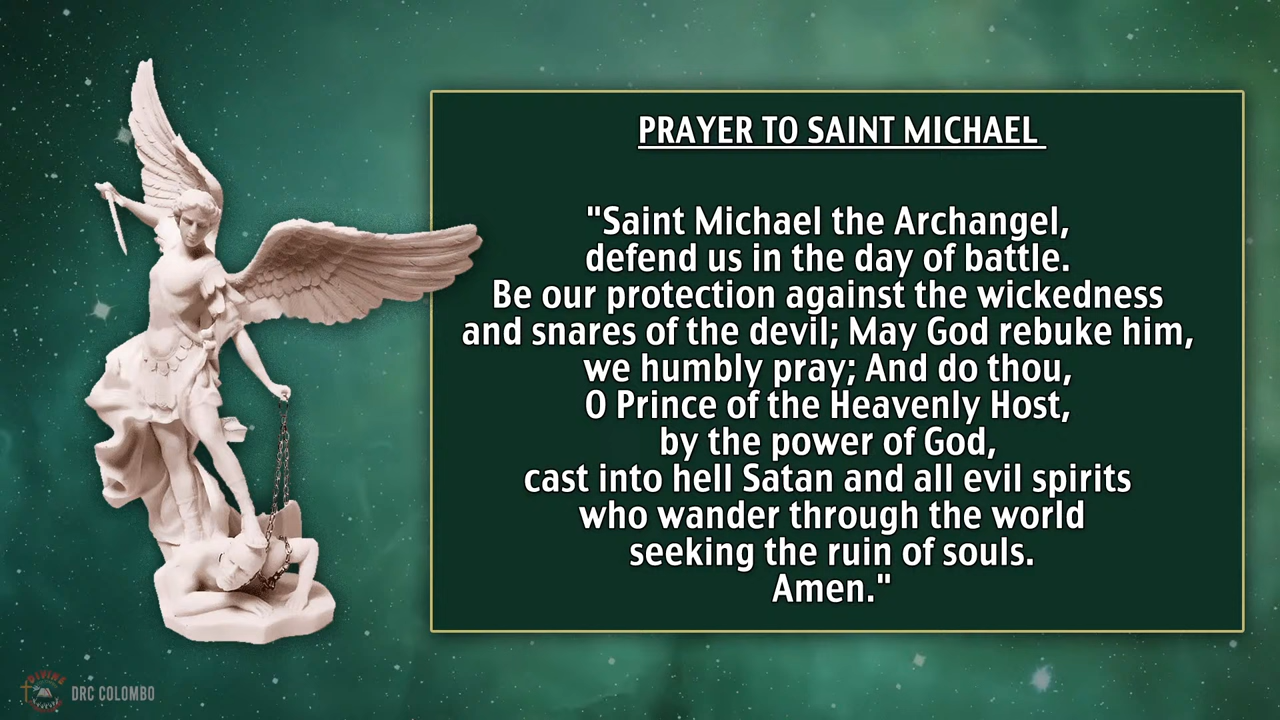 PRAYER TO SAINT MICHAEL
"Saint Michael the Archangel,
defend us in the day of battle.
Be our protection against the wickedness
and snares of the devil; May God rebuke him,
we humbly pray; And do thou,
O Prince of the Heavenly Host,
by the power of God,
cast into hell Satan and all evil spirits
who wander through the world
seeking the ruin of souls.
Amen."
DIVINE
DRC COLOMBO